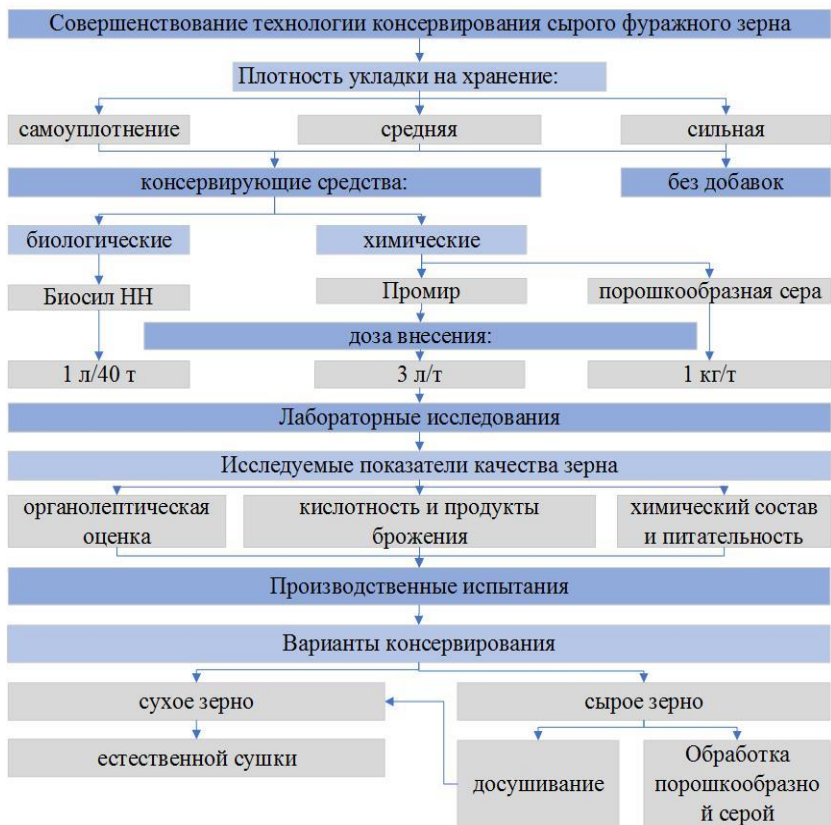 Совершенствование технологии консервирования сырого фуражного зерна
Плотность укладки на хранение:
самоуплотнение
средняя
сильная
консервирующие средства:
без добавок
биологические
химические
Биосил НН
Промир
порошкообразная сера
доза внесения:
1 л/40 т
3 л/т
1 кг/т
Лабораторные исследования
Исследуемые показатели качества зерна
органолептическая
оценка
кислотность и продукты
брожения
химический состав
и питательность
Производственные испытания
Варианты консервирования
сухое зерно
сырое зерно
естественной сушки
досушивание
Обработка
порошкообразно
й серой